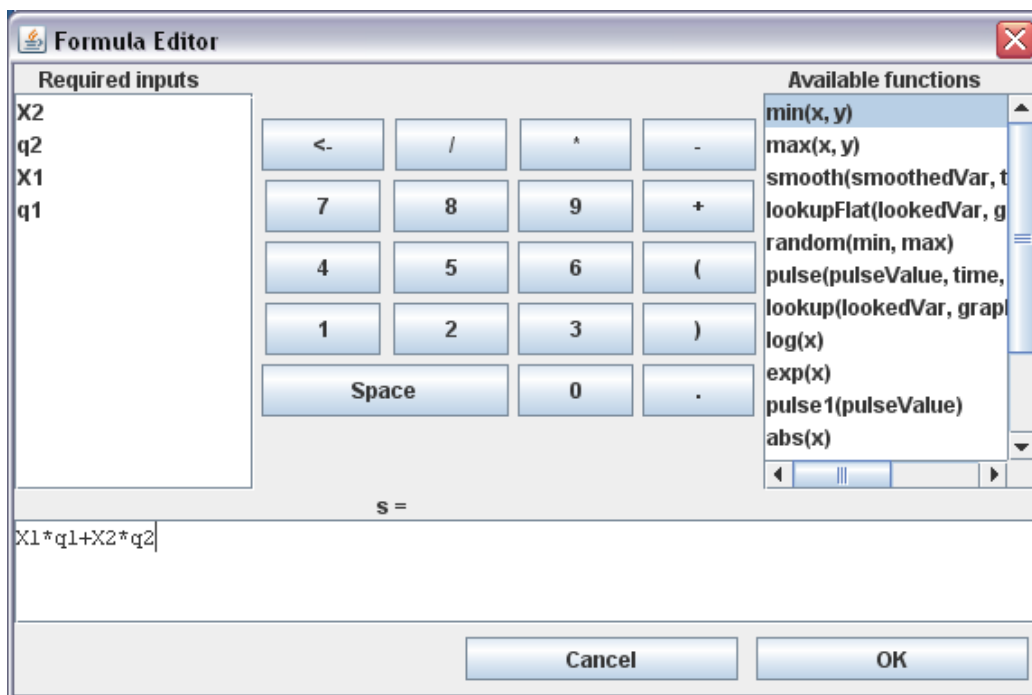 Formula Editor
Required inputs
Available functions
X2
q2
X1
q1
<- / * -
7 8 9 +
4 5 6 (
1 2 3 )
Space 0 .
min(x, y)
max(x, y)
smooth(smoothedVar, t
lookupFlat(lookedVar, g
random(min, max)
pulse(pulseValue, time,
lookup(lookedVar, grap
log(x)
exp(x)
pulse1(pulseValue)
abs(x)
s =
X1*q1+X2*q2
Cancel
OK